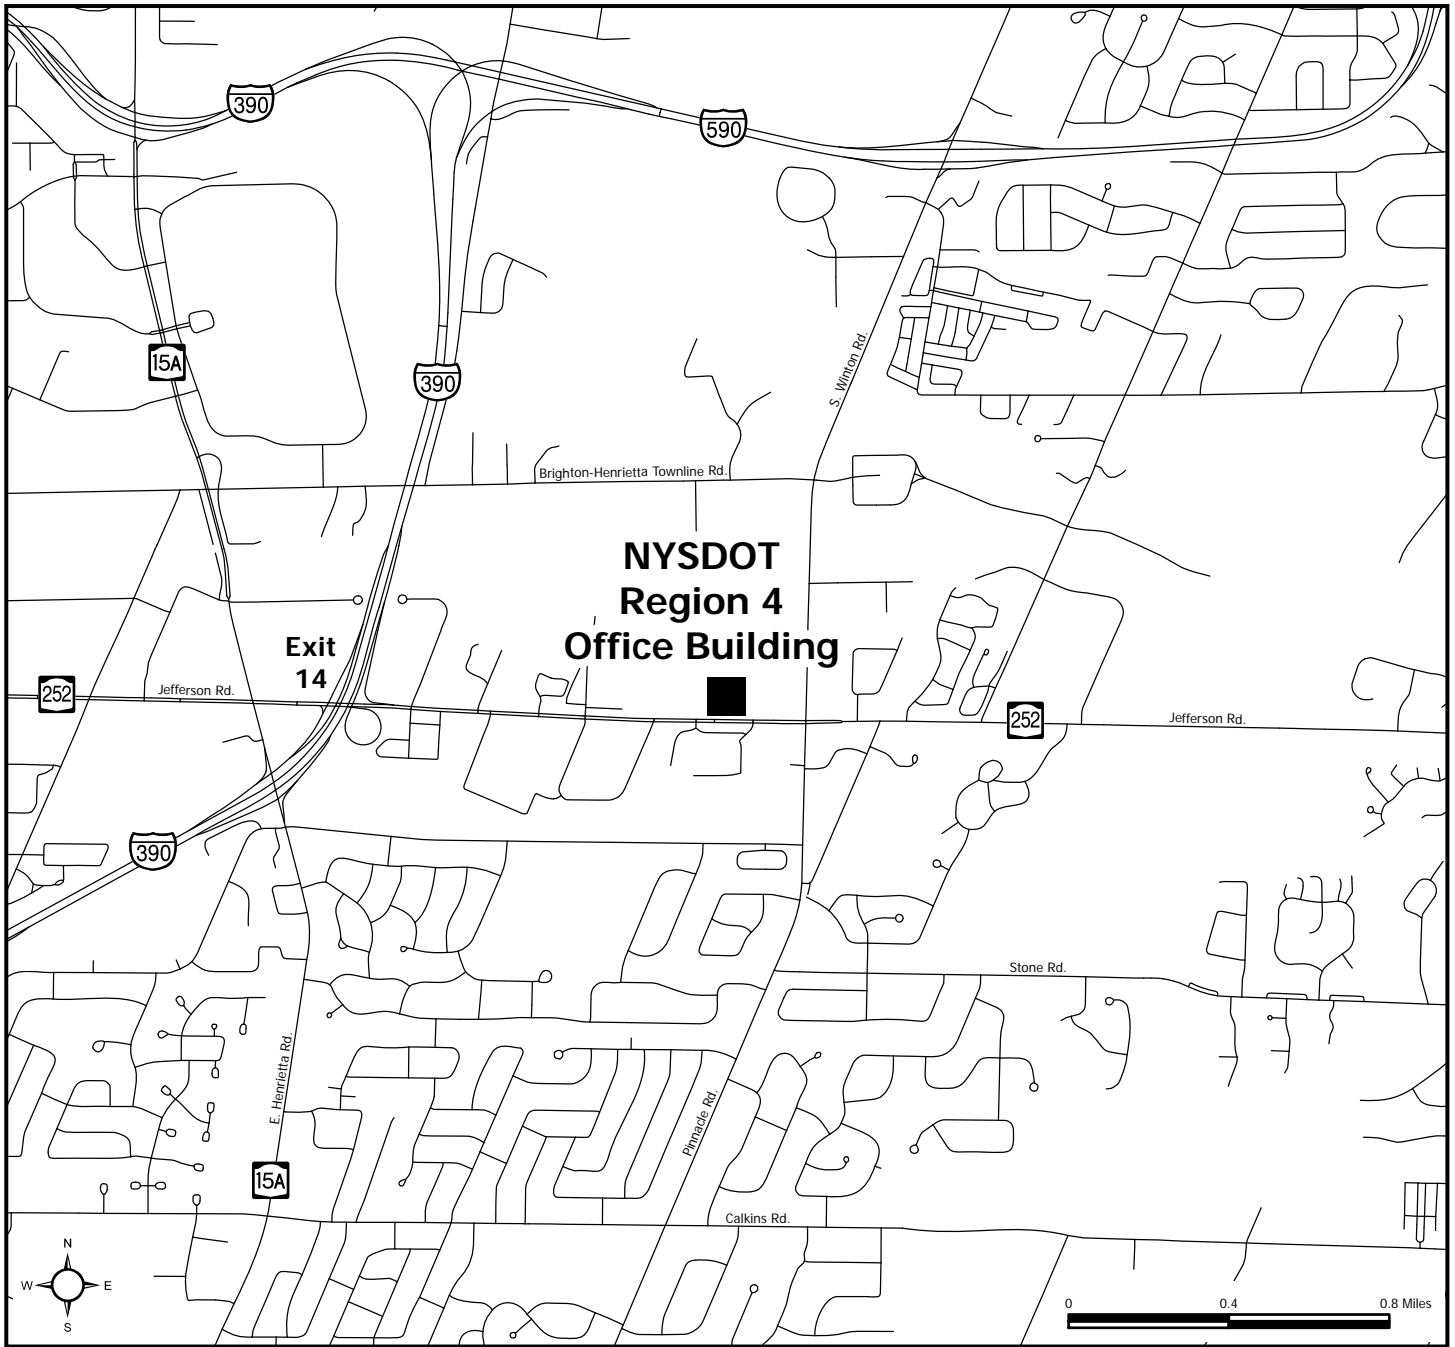 390
590
15A
390
S. Winton Rd.
Brighton-Henrietta Townline Rd.
NYSDOT
Region 4
Office Building
Exit
14
252
Jefferson Rd.
252
Jefferson Rd.
390
Stone Rd.
E. Henrietta Rd.
Pinnacle Rd.
15A
Calkins Rd.
N
W E
S
0 0.4 0.8 Miles